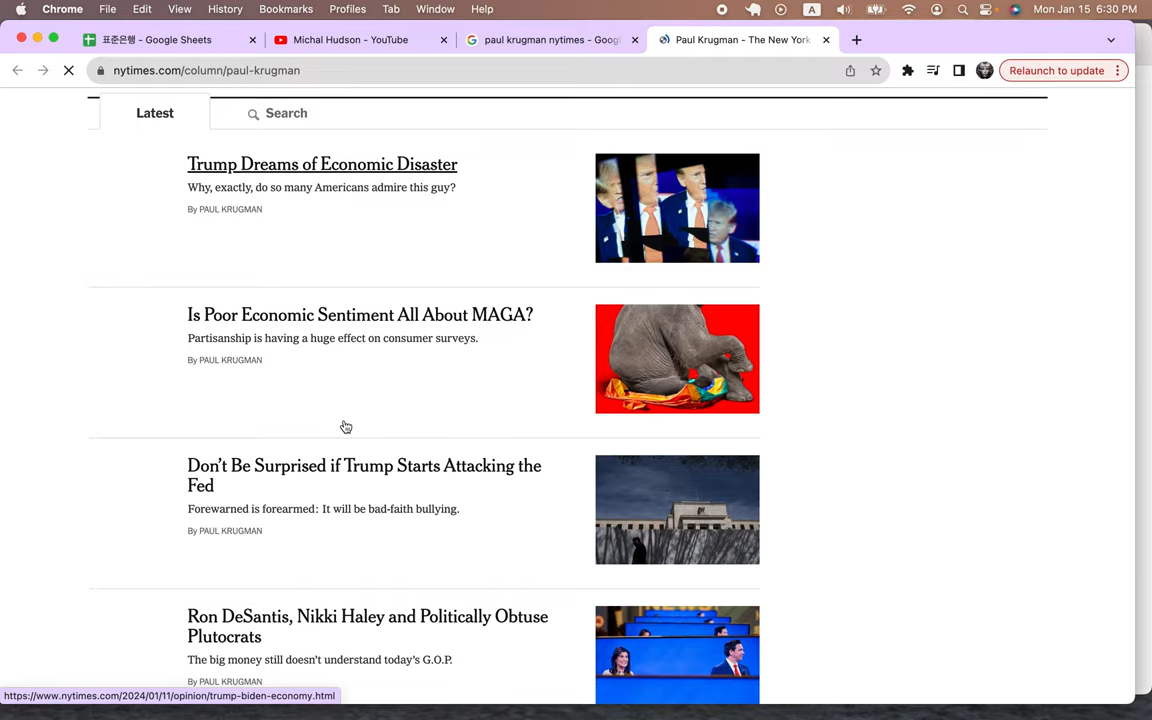 Chrome File Edit View History Bookmarks Profiles Tab Window Help A Mon Jan 15 6:30 PM
표준은행 - Google Sheets Michal Hudson - YouTube paul krugman nytimes - Goog Paul Krugman - The New York
nytimes.com/column/paul-krugman Relaunch to update
Latest Search
Trump Dreams of Economic Disaster
Why, exactly, do so many Americans admire this guy?
By PAUL KRUGMAN
Is Poor Economic Sentiment All About MAGA?
Partisanship is having a huge effect on consumer surveys.
By PAUL KRUGMAN
Don’t Be Surprised if Trump Starts Attacking the
Fed
Forewarned is forearmed: It will be bad-faith bullying.
By PAUL KRUGMAN
Ron DeSantis, Nikki Haley and Politically Obtuse
Plutocrats
The big money still doesn’t understand today’s G.O.P.
By PAUL KRUGMAN
https://www.nytimes.com/2024/01/11/opinion/trump-biden-economy.html